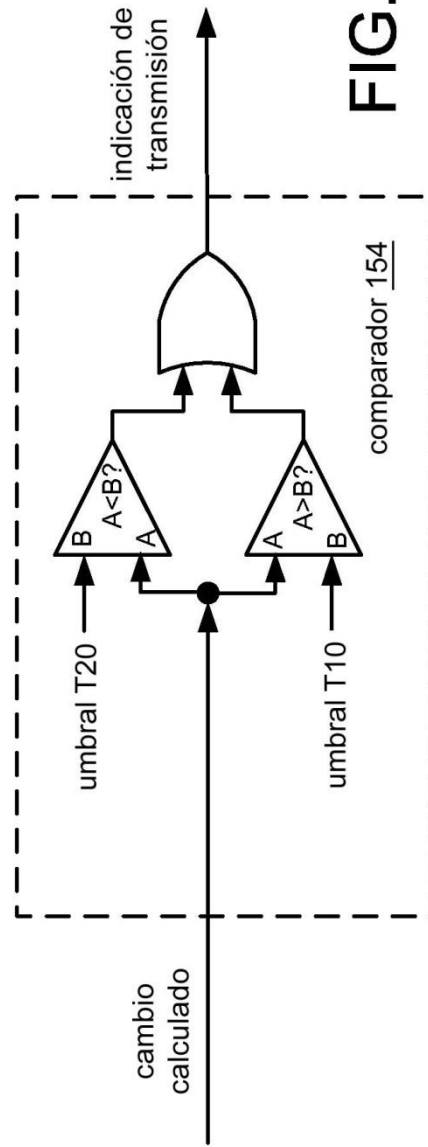 cambio
calculado
umbral T20
umbral T10
B
A<B?
A
A
A>B?
B
comparador 154
indicación de
transmisión
FIG.